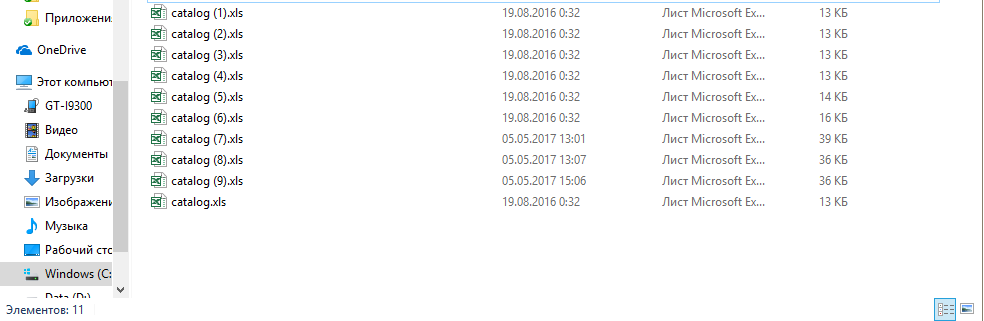 Приложения
OneDrive
Этот компьют
GT-I9300
Видео
Документы
Загрузки
Изображени
Музыка
Рабочий сто
Windows (C:
Data (D:)
catalog (1).xls 19.08.2016 0:32 Лист Microsoft Ex... 13 КБ
catalog (2).xls 19.08.2016 0:32 Лист Microsoft Ex... 13 КБ
catalog (3).xls 19.08.2016 0:32 Лист Microsoft Ex... 13 КБ
catalog (4).xls 19.08.2016 0:32 Лист Microsoft Ex... 13 КБ
catalog (5).xls 19.08.2016 0:32 Лист Microsoft Ex... 14 КБ
catalog (6).xls 19.08.2016 0:32 Лист Microsoft Ex... 16 КБ
catalog (7).xls 05.05.2017 13:01 Лист Microsoft Ex... 39 КБ
catalog (8).xls 05.05.2017 13:07 Лист Microsoft Ex... 36 КБ
catalog (9).xls 05.05.2017 15:06 Лист Microsoft Ex... 36 КБ
catalog.xls 19.08.2016 0:32 Лист Microsoft Ex... 13 КБ
Элементов: 11